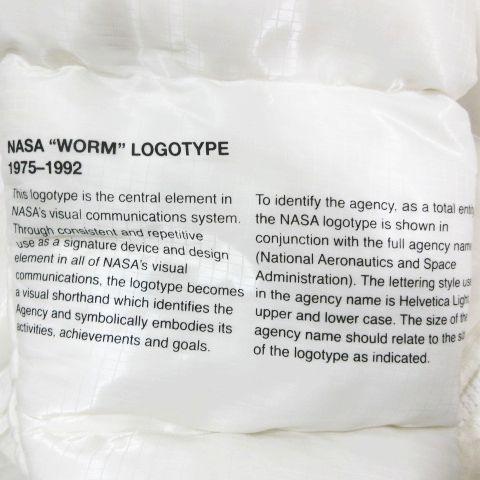 NASA “WORM” LOGOTYPE
1975–1992
This logotype is the central element in
NASA’s visual communications system.
Through consistent and repetitive
use as a signature device and design
element in all of NASA’s visual
communications, the logotype becomes
a visual shorthand which identifies the
Agency and symbolically embodies its
activities, achievements and goals.
To identify the agency, as a total
the NASA logotype is shown in
conjunction with the full agency
(National Aeronautics and Space
Administration). The lettering style
in the agency name is Helvetica Light
upper and lower case. The size of the
agency name should relate to the
of the logotype as indicated.